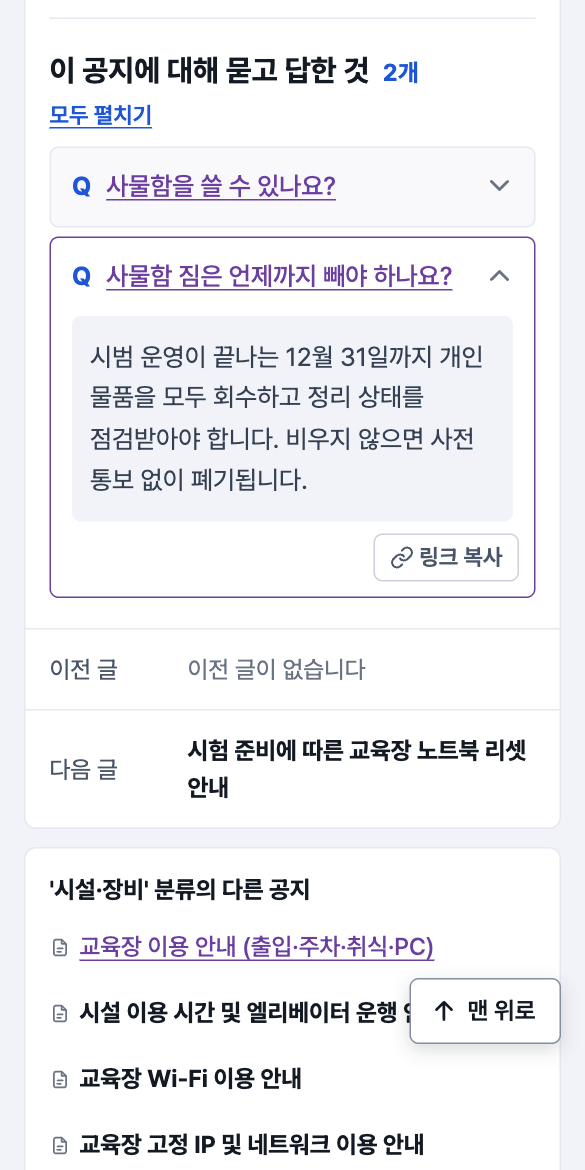 이 공지에 대해 묻고 답한 것 2개
모두 펼치기
Q 사물함을 쓸 수 있나요?
Q 사물함 짐은 언제까지 빼야 하나요?
시범 운영이 끝나는 12월 31일까지 개인
물품을 모두 회수하고 정리 상태를
점검받아야 합니다. 비우지 않으면 사전
통보 없이 폐기됩니다.
링크 복사
이전 글 이전 글이 없습니다
다음 글 시험 준비에 따른 교육장 노트북 리셋
안내
'시설·장비' 분류의 다른 공지
교육장 이용 안내 (출입·주차·취식·PC)
시설 이용 시간 및 엘리베이터 운행
맨 위로
교육장 Wi-Fi 이용 안내
교육장 고정 IP 및 네트워크 이용 안내